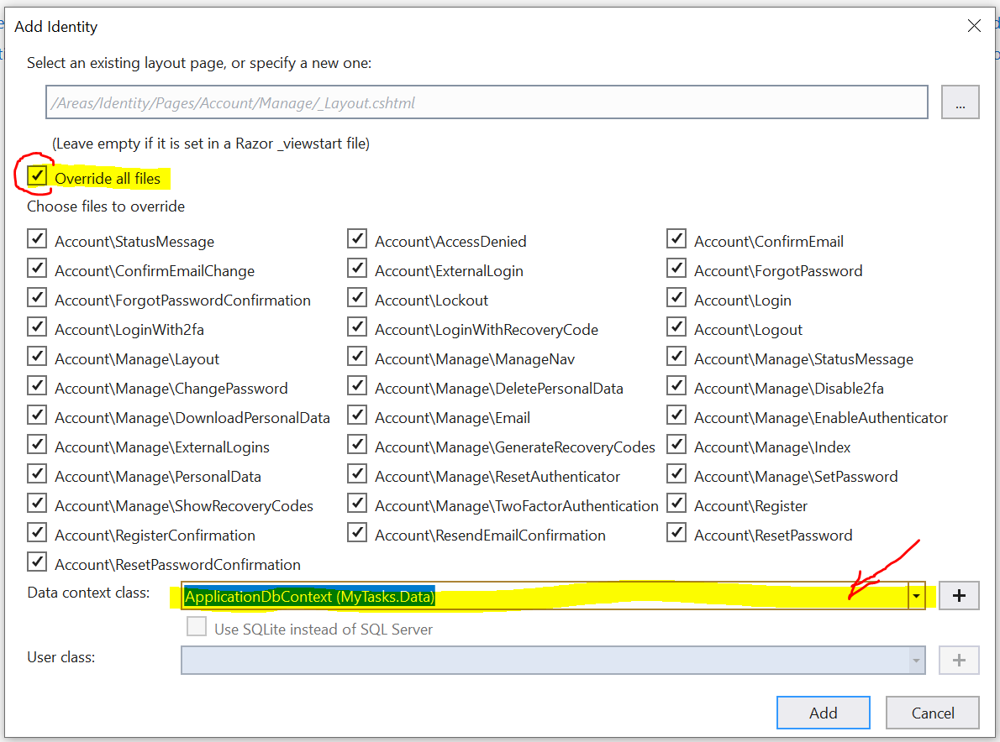 Add Identity
Select an existing layout page, or specify a new one:
/Areas/Identity/Pages/Account/Manage/_Layout.cshtml
...
(Leave empty if it is set in a Razor _viewstart file)
Override all files
Choose files to override
Account\StatusMessage Account\AccessDenied Account\ConfirmEmail
Account\ConfirmEmailChange Account\ExternalLogin Account\ForgotPassword
Account\ForgotPasswordConfirmation Account\Lockout Account\Login
Account\LoginWith2fa Account\LoginWithRecoveryCode Account\Logout
Account\Manage\Layout Account\Manage\ManageNav Account\Manage\StatusMessage
Account\Manage\ChangePassword Account\Manage\DeletePersonalData Account\Manage\Disable2fa
Account\Manage\DownloadPersonalData Account\Manage\Email Account\Manage\EnableAuthenticator
Account\Manage\ExternalLogins Account\Manage\GenerateRecoveryCodes Account\Manage\Index
Account\Manage\PersonalData Account\Manage\ResetAuthenticator Account\Manage\SetPassword
Account\Manage\ShowRecoveryCodes Account\Manage\TwoFactorAuthentication Account\Register
Account\RegisterConfirmation Account\ResendEmailConfirmation Account\ResetPassword
Account\ResetPasswordConfirmation
Data context class: ApplicationDbContext (MyTasks.Data) +
Use SQLite instead of SQL Server
User class: +
Add Cancel